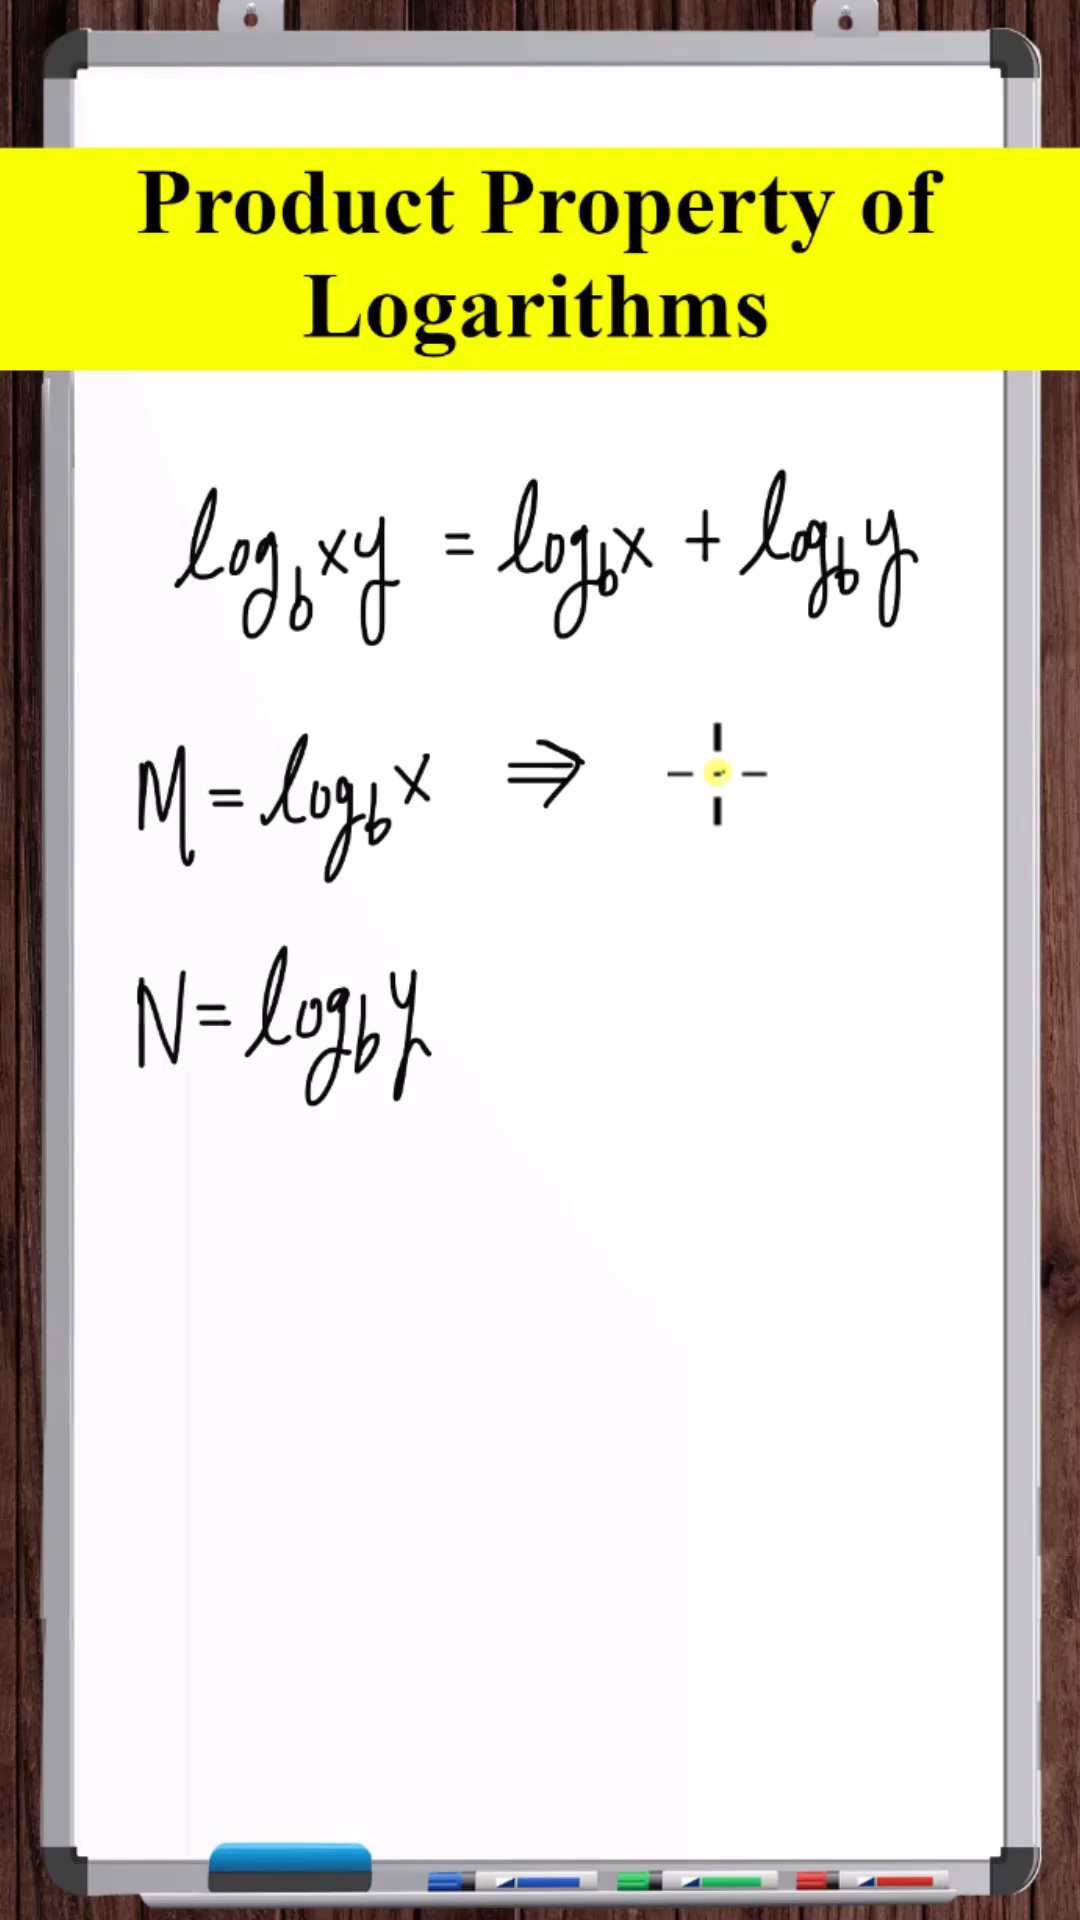 Product Property of
Logarithms
log_b xy = log_b x + log_b y
M = log_b x ⇒
N = log_b y